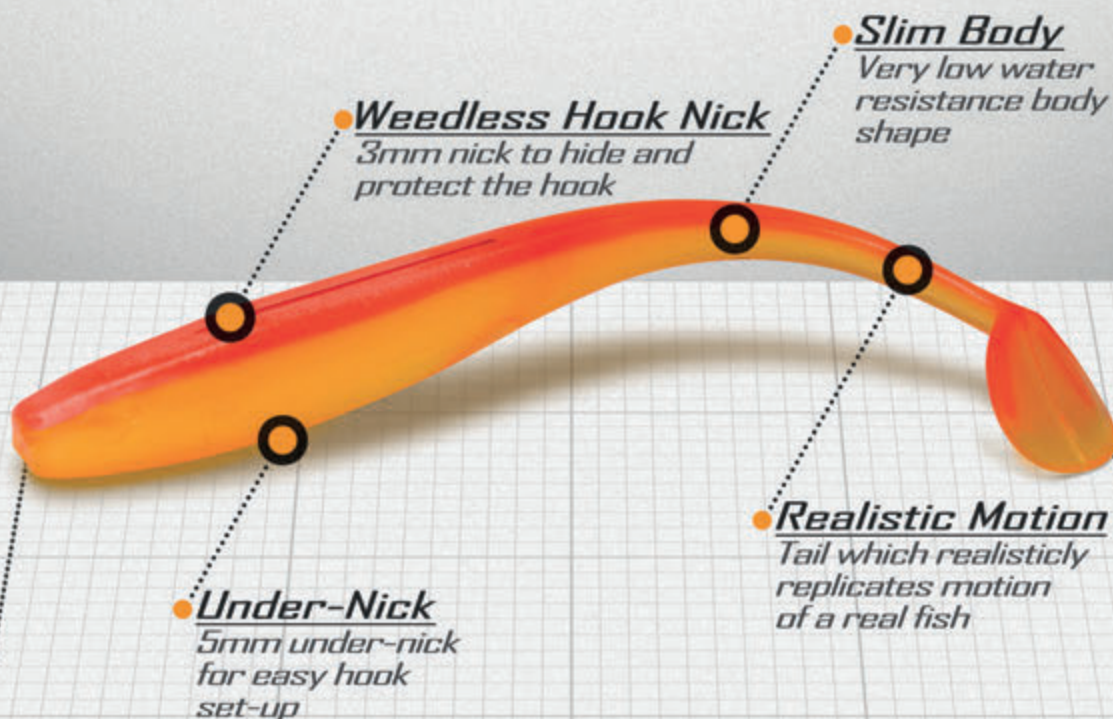 Slim Body
Very low water
resistance body
shape
Weedless Hook Nick
3mm nick to hide and
protect the hook
Realistic Motion
Tail which realisticly
replicates motion
of a real fish
Under-Nick
5mm under-nick
for easy hook
set-up